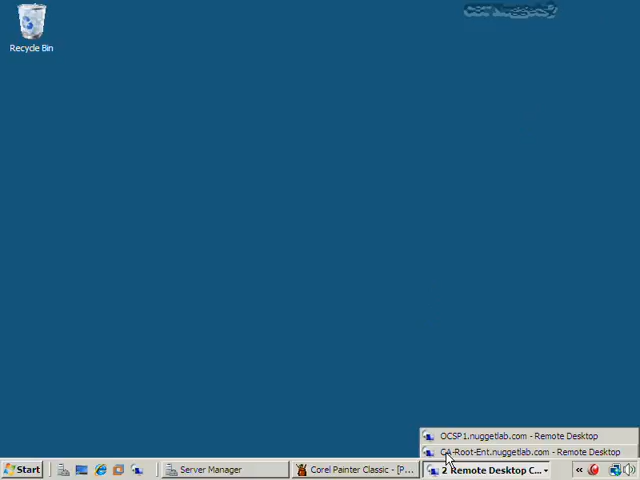 CBT Nuggets
Recycle Bin
OCSP1.nuggetlab.com - Remote Desktop
CA-Root-Ent.nuggetlab.com - Remote Desktop
Start
Server Manager
Corel Painter Classic - [P...
2 Remote Desktop C...
«